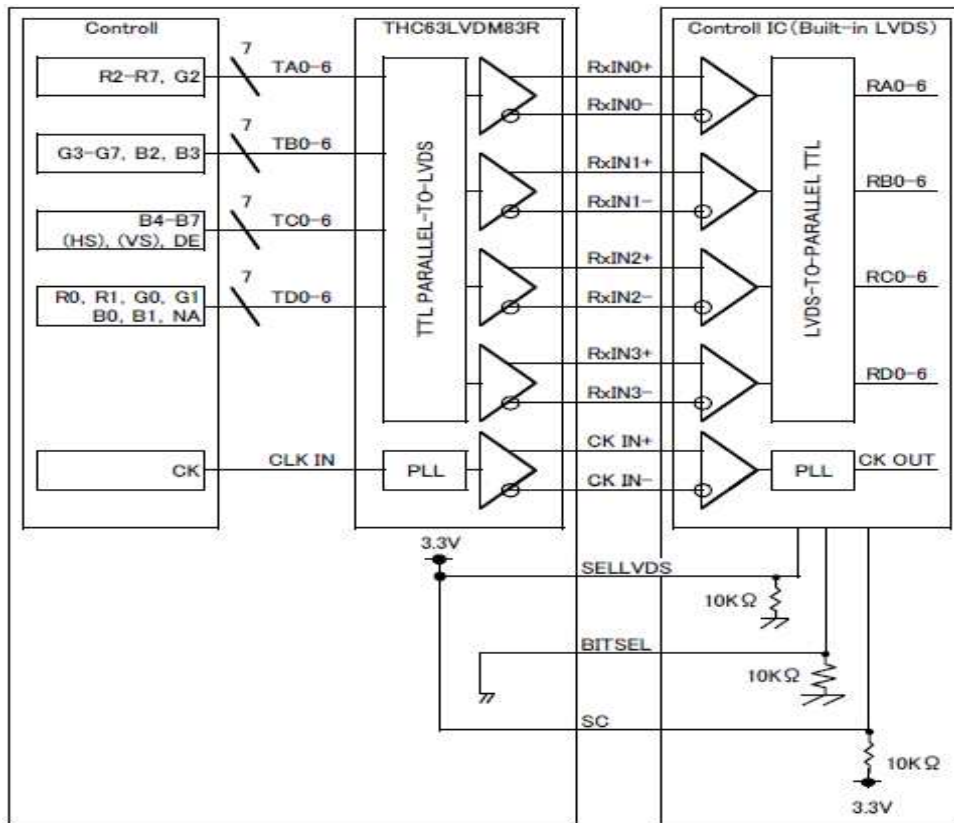 Controll
THC63LVDM83R
Controll IC(Built-in LVDS)
R2-R7, G2
7
TA0-6
RxIN0+
RxIN0-
RA0-6
G3-G7, B2, B3
7
TB0-6
RxIN1+
RxIN1-
RB0-6
B4-B7
(HS), (VS), DE
7
TC0-6
RxIN2+
RxIN2-
RC0-6
R0, R1, G0, G1
B0, B1, NA
7
TD0-6
RxIN3+
RxIN3-
RD0-6
TTL PARALLEL-TO-LVDS
LVDS-TO-PARALLEL TTL
CK
CLK IN
PLL
CK IN+
CK IN-
PLL
CK OUT
3.3V
SELLVDS
10KΩ
BITSEL
10KΩ
SC
10KΩ
3.3V